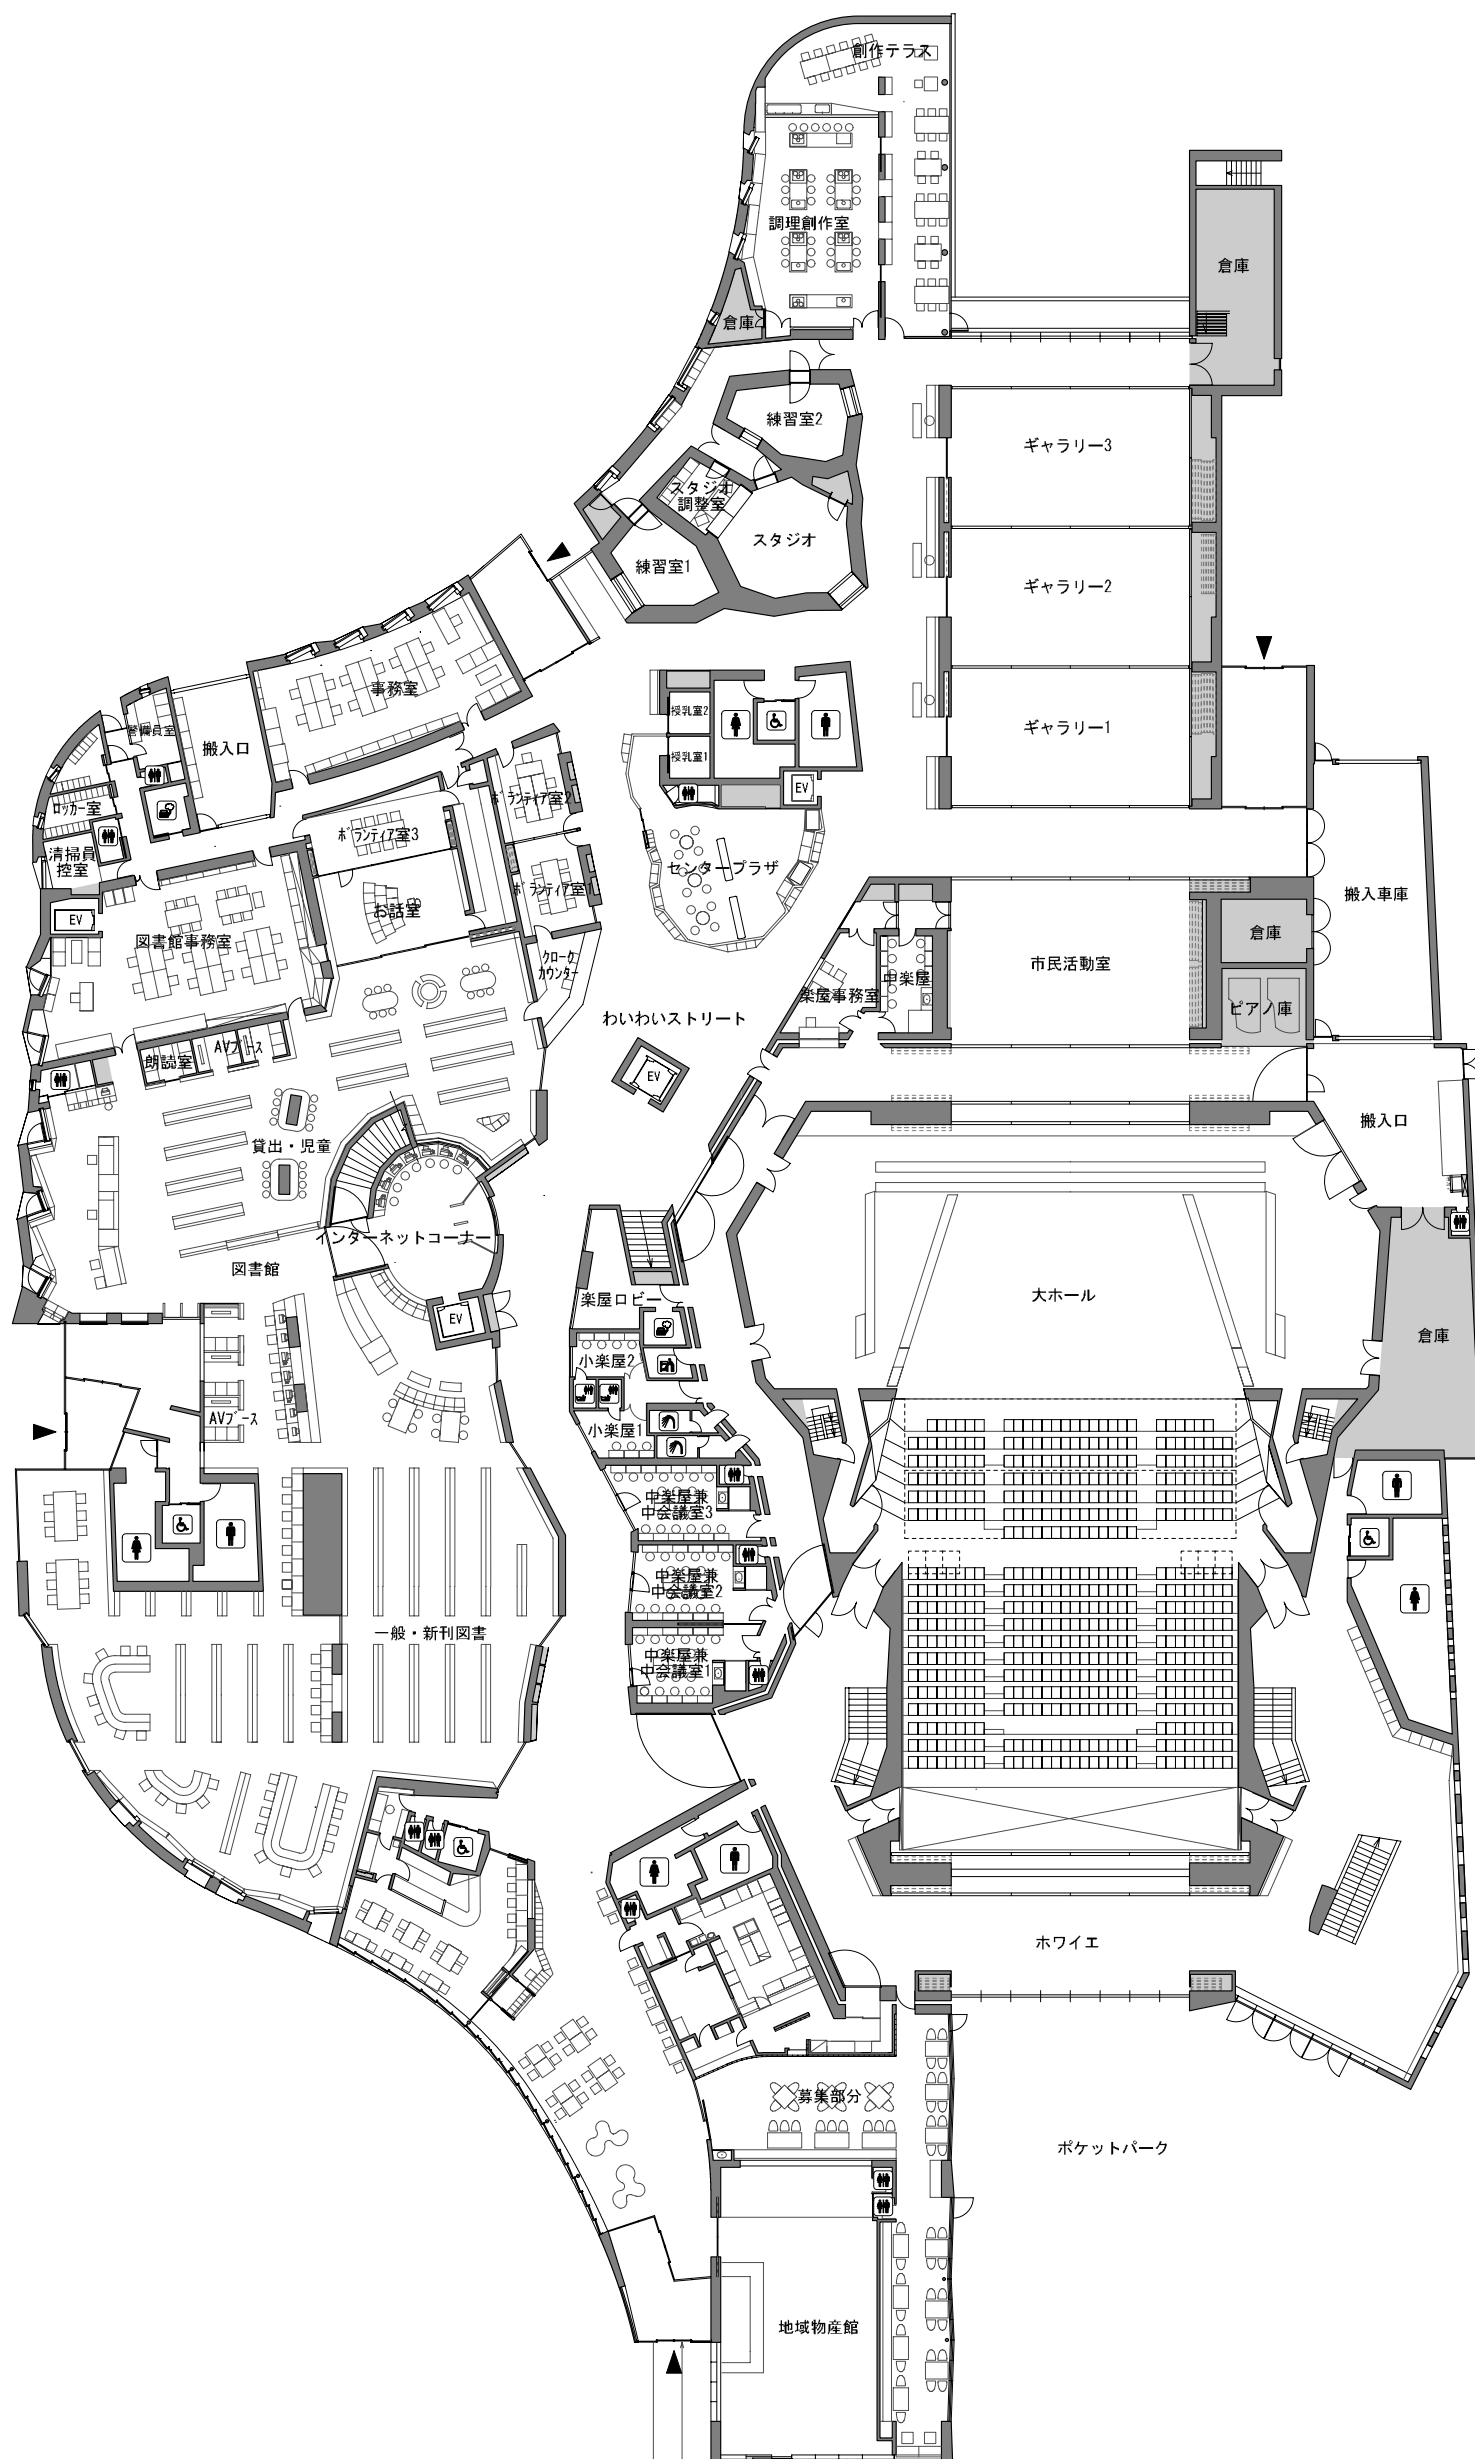 創作テラス
調理創作室
倉庫
倉庫
練習室2
ギャラリー3
スタジオ
調整室
スタジオ
練習室1
ギャラリー2
事務室
授乳室2
ギャラリー1
警備員室
搬入口
授乳室1
EV
ボランティア室2
ロッカー室
ボランティア室3
清掃員
控室
センタープラザ
ボランティア室1
搬入車庫
お話室
EV
図書館事務室
倉庫
クローク
カウンター
市民活動室
中楽屋
楽屋事務室
ピアノ庫
わいわいストリート
AVブース
朗読室
EV
搬入口
貸出・児童
インターネットコーナー
図書館
大ホール
楽屋ロビー
EV
倉庫
小楽屋2
AVブース
小楽屋1
中楽屋兼
中会議室3
中楽屋兼
中会議室2
一般・新刊図書
中楽屋兼
中会議室1
ホワイエ
募集部分
ポケットパーク
地域物産館